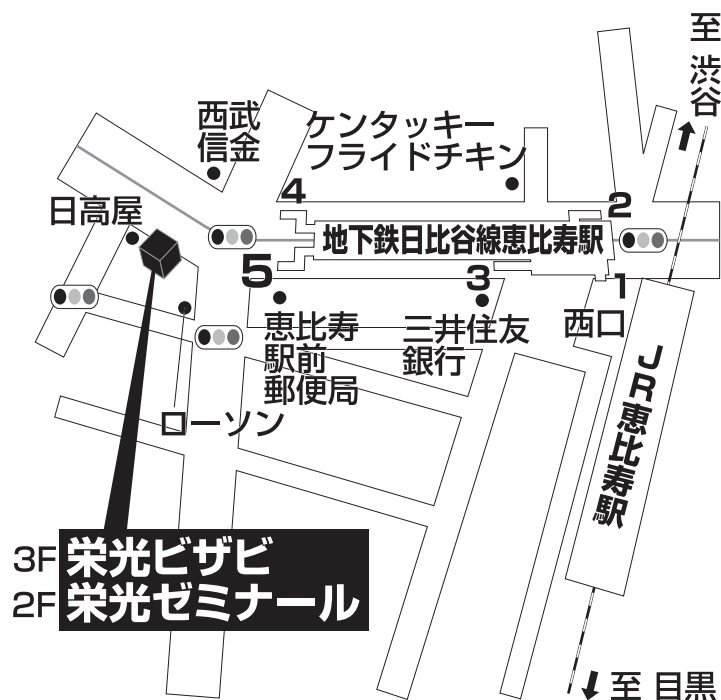 至
渋谷
西武
信金
ケンタッキー
フライドチキン
4
2
日高屋
地下鉄日比谷線恵比寿駅
5
3
1
恵比寿
駅前
郵便局
三井住友
銀行
西口
JR恵比寿駅
ローソン
3F 栄光ビザビ
2F 栄光ゼミナール
至 目黒